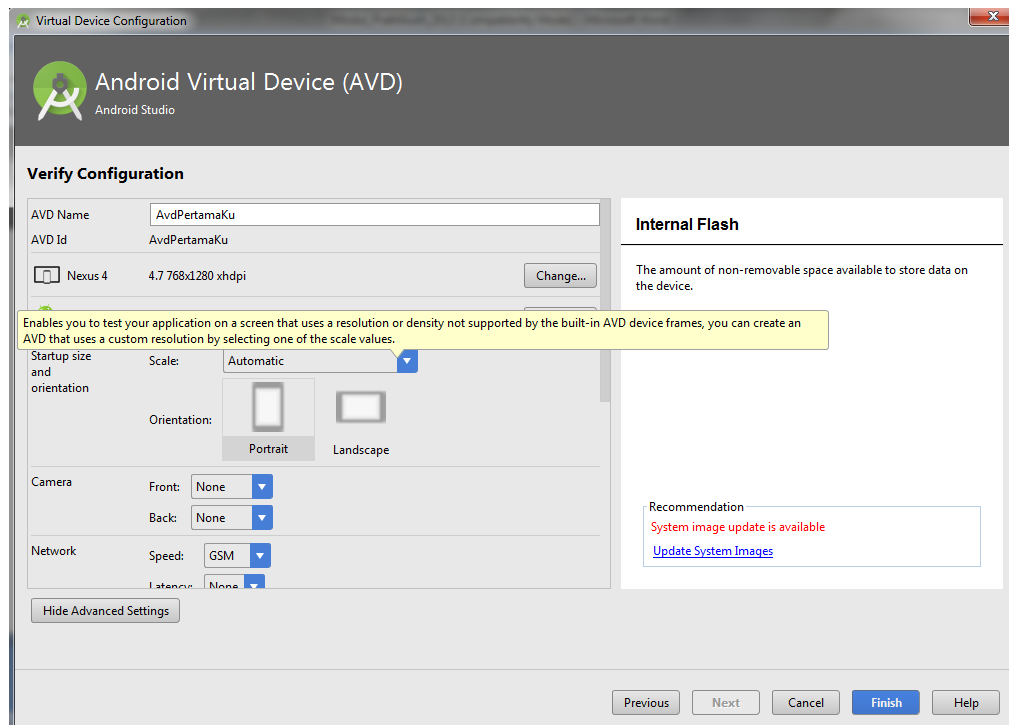 Virtual Device Configuration
Android Virtual Device (AVD)
Android Studio
Verify Configuration
AVD Name AvdPertamaKu
AVD Id AvdPertamaKu
Nexus 4 4.7 768x1280 xhdpi Change...
Enables you to test your application on a screen that uses a resolution or density not supported by the built-in AVD device frames, you can create an
AVD that uses a custom resolution by selecting one of the scale values.
Startup size
and
orientation
Scale: Automatic
Orientation:
Portrait Landscape
Camera Front: None
Back: None
Network Speed: GSM
Latency: None
Hide Advanced Settings
Internal Flash
The amount of non-removable space available to store data on
the device.
Recommendation
System image update is available
Update System Images
Previous Next Cancel Finish Help